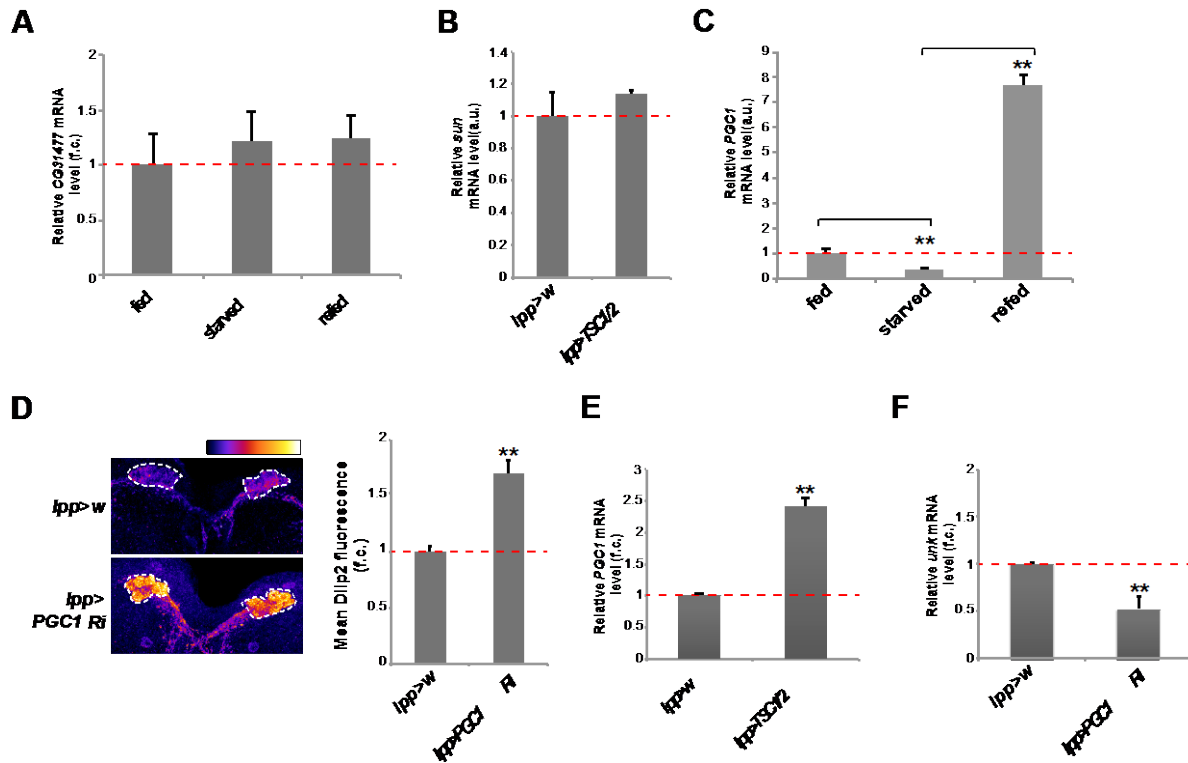 A
Relative CG31477 mRNA
level (f.c.)
2
1.5
1
0.5
0
fed
starved
refed
B
Relative sun
mRNA level(a.u.)
1.4
1.2
1
0.8
0.6
0.4
0.2
0
lpp>w
lpp>TSC1/2
C
Relative PGC1
mRNA level(a.u.)
9
8
7
6
5
4
3
2
1
0
**
**
fed
starved
refed
D
lpp>w
lpp>
PGC1 Ri
Mean Dilp2 fluorescence
(f.c.)
2
1.5
1
0.5
0
**
lpp>w
lpp>PGC1 Ri
E
Relative PGC1 mRNA
level (f.c.)
3
2.5
2
1.5
1
0.5
0
**
lpp>w
lpp>TSC1/2
F
Relative unk mRNA
level (f.c.)
2
1.5
1
0.5
0
**
lpp>w
lpp>PGC1 Ri